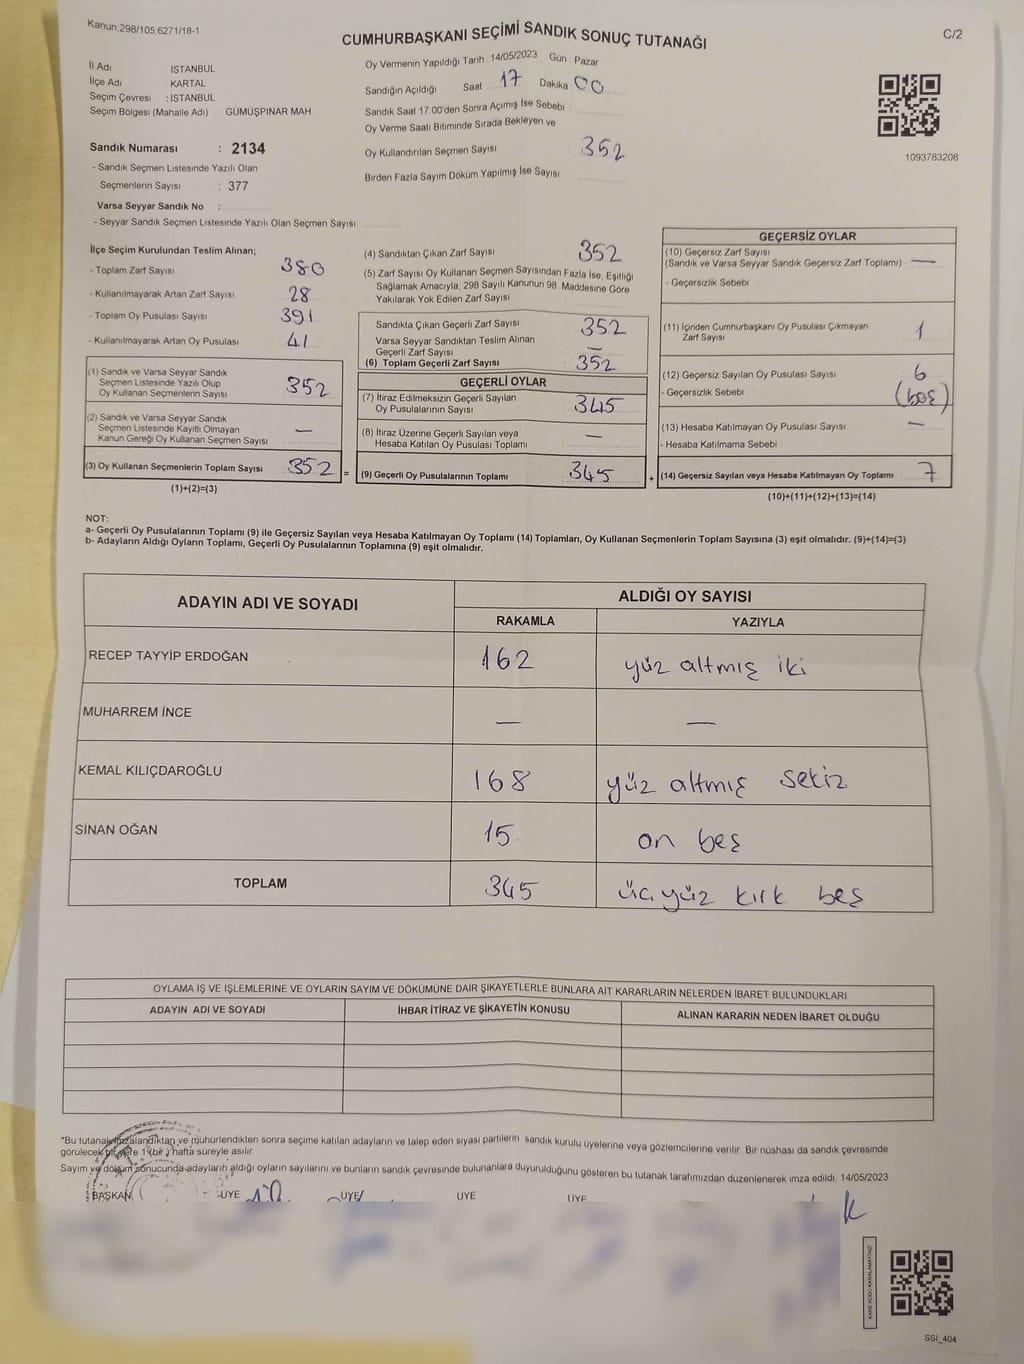 Kanun,298/105,6271/18-1
CUMHURBAŞKANI SEÇİMİ SANDIK SONUÇ TUTANAĞI
C/2
İl Adı : İSTANBUL
İlçe Adı : KARTAL
Seçim Çevresi : İSTANBUL
Seçim Bölgesi (Mahalle Adı) : GÜMÜŞPINAR MAH.
Sandık Numarası : 2134
- Sandık Seçmen Listesinde Yazılı Olan
Seçmenlerin Sayısı : 377
Varsa Seyyar Sandık No :
- Seyyar Sandık Seçmen Listesinde Yazılı Olan Seçmen Sayısı
Oy Vermenin Yapıldığı Tarih : 14/05/2023 Gün : Pazar
Sandığın Açıldığı Saat 17 Dakika 00
Sandık Saat 17:00'den Sonra Açımış İse Sebebi
Oy Verme Saati Bitiminde Sırada Bekleyen ve
Oy Kullandırılan Seçmen Sayısı 352
Birden Fazla Sayım Döküm Yapılmış İse Sayısı
1093763208
İlçe Seçim Kurulundan Teslim Alınan;
- Toplam Zarf Sayısı 380
- Kullanılmayarak Artan Zarf Sayısı 28
- Toplam Oy Pusulası Sayısı 391
- Kullanılmayarak Artan Oy Pusulası 41
(1) Sandık ve Varsa Seyyar Sandık
Seçmen Listesinde Yazılı Olup
Oy Kullanan Seçmenlerin Sayısı 352
(2) Sandık ve Varsa Seyyar Sandık
Seçmen Listesinde Kayıtlı Olmayan
Kanun Gereği Oy Kullanan Seçmen Sayısı —
(3) Oy Kullanan Seçmenlerin Toplam Sayısı 352 =
(1)+(2)=(3)
(4) Sandıktan Çıkan Zarf Sayısı 352
(5) Zarf Sayısı Oy Kullanan Seçmen Sayısından Fazla İse, Eşitliği
Sağlamak Amacıyla, 298 Sayılı Kanunun 98. Maddesine Göre
Yakılarak Yok Edilen Zarf Sayısı
Sandıkta Çıkan Geçerli Zarf Sayısı 352
Varsa Seyyar Sandıktan Teslim Alınan
Geçerli Zarf Sayısı —
(6) Toplam Geçerli Zarf Sayısı 352
GEÇERLİ OYLAR
(7) İtiraz Edilmeksizin Geçerli Sayılan
Oy Pusulalarının Sayısı 345
(8) İtiraz Üzerine Geçerli Sayılan veya
Hesaba Katılan Oy Pusulası Toplamı —
(9) Geçerli Oy Pusulalarının Toplamı 345 +
GEÇERSİZ OYLAR
(10) Geçersiz Zarf Sayısı
(Sandık ve Varsa Seyyar Sandık Geçersiz Zarf Toplamı) —
- Geçersizlik Sebebi
(11) İçinden Cumhurbaşkanı Oy Pusulası Çıkmayan
Zarf Sayısı 1
(12) Geçersiz Sayılan Oy Pusulası Sayısı 6
- Geçersizlik Sebebi (boş)
(13) Hesaba Katılmayan Oy Pusulası Sayısı —
- Hesaba Katılmama Sebebi
(14) Geçersiz Sayılan veya Hesaba Katılmayan Oy Toplamı 7
(10)+(11)+(12)+(13)=(14)
NOT:
a- Geçerli Oy Pusulalarının Toplamı (9) ile Geçersiz Sayılan veya Hesaba Katılmayan Oy Toplamı (14) Toplamları, Oy Kullanan Seçmenlerin Toplam Sayısına (3) eşit olmalıdır. (9)+(14)=(3)
b- Adayların Aldığı Oyların Toplamı, Geçerli Oy Pusulalarının Toplamına (9) eşit olmalıdır.
ADAYIN ADI VE SOYADI ALDIĞI OY SAYISI
RAKAMLA YAZIYLA
RECEP TAYYİP ERDOĞAN 162 yüz altmış iki
MUHARREM İNCE — —
KEMAL KILIÇDAROĞLU 168 yüz altmış sekiz
SİNAN OĞAN 15 on beş
TOPLAM 345 üç yüz kırk beş
OYLAMA İŞ VE İŞLEMLERİNE VE OYLARIN SAYIM VE DÖKÜMÜNE DAİR ŞİKAYETLERLE BUNLARA AİT KARARLARIN NELERDEN İBARET BULUNDUKLARI
ADAYIN ADI VE SOYADI İHBAR İTİRAZ VE ŞİKAYETİN KONUSU ALINAN KARARIN NEDEN İBARET OLDUĞU
*Bu tutanak imzalandıktan ve mühürlendikten sonra seçime katılan adayların ve talep eden siyasi partilerin sandık kurulu üyelerine veya gözlemcilerine verilir. Bir nüshası da sandık çevresinde
görülecek bir yere 1 (bir) hafta süreyle asılır.
Sayım ve döküm sonucunda adayların aldığı oyların sayılarını ve bunların sandık çevresinde bulunanlara duyurulduğunu gösteren bu tutanak tarafımızdan düzenlenerek imza edildi. 14/05/2023
BAŞKAN ÜYE ÜYE ÜYE ÜYE
KARE KODU KARALAMAYINIZ!
SSI_404